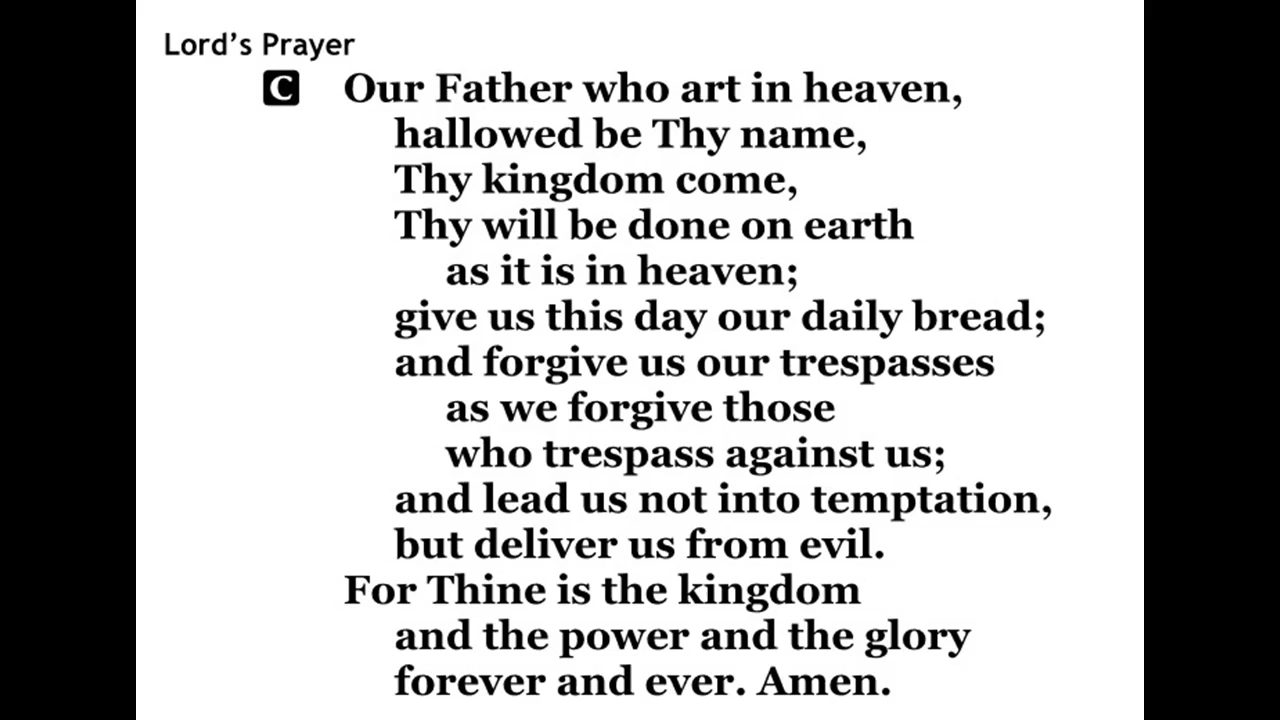 Lord's Prayer
C Our Father who art in heaven,
hallowed be Thy name,
Thy kingdom come,
Thy will be done on earth
as it is in heaven;
give us this day our daily bread;
and forgive us our trespasses
as we forgive those
who trespass against us;
and lead us not into temptation,
but deliver us from evil.
For Thine is the kingdom
and the power and the glory
forever and ever. Amen.